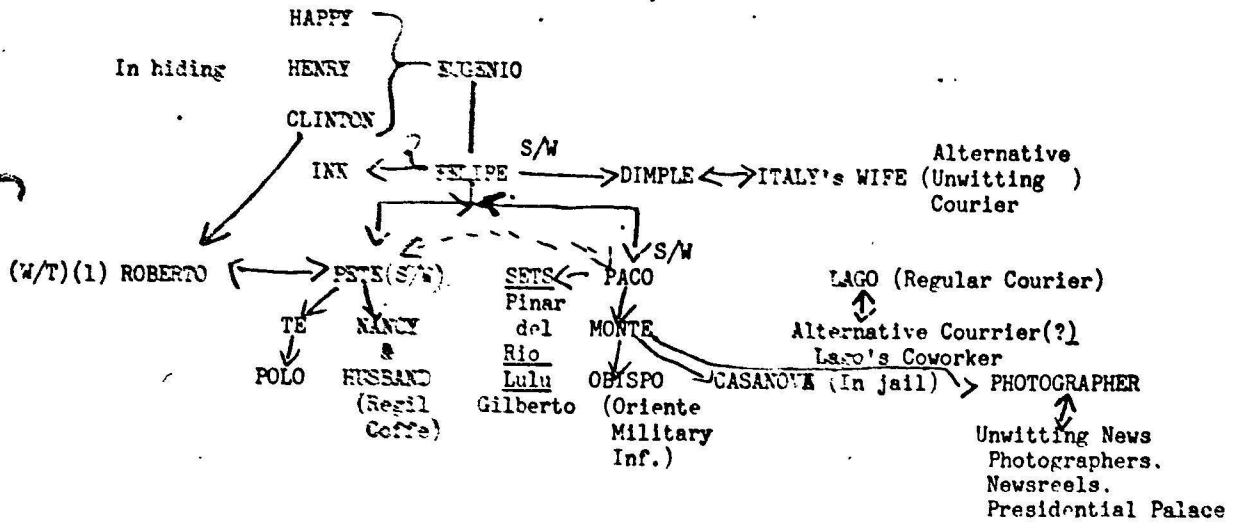 HAPPY
In hiding HENRY EUGENIO
CLINTON
S/W
INK ? FELIPE DIMPLE ITALY's WIFE
Alternative
(Unwitting )
Courier
S/W
(W/T)(1) ROBERTO PETE(S/W) SETS PACO LAGO (Regular Courier)
Pinar
TE NANCY del MONTE Alternative Courrier(?)
& Rio Lago's Coworker
POLO HUSBAND Lulu OBISPO CASANOVA (In jail) PHOTOGRAPHER
(Regil Gilberto (Oriente
Coffe) Military
Inf.)
Unwitting News
Photographers.
Newsreels.
Presidential Palace